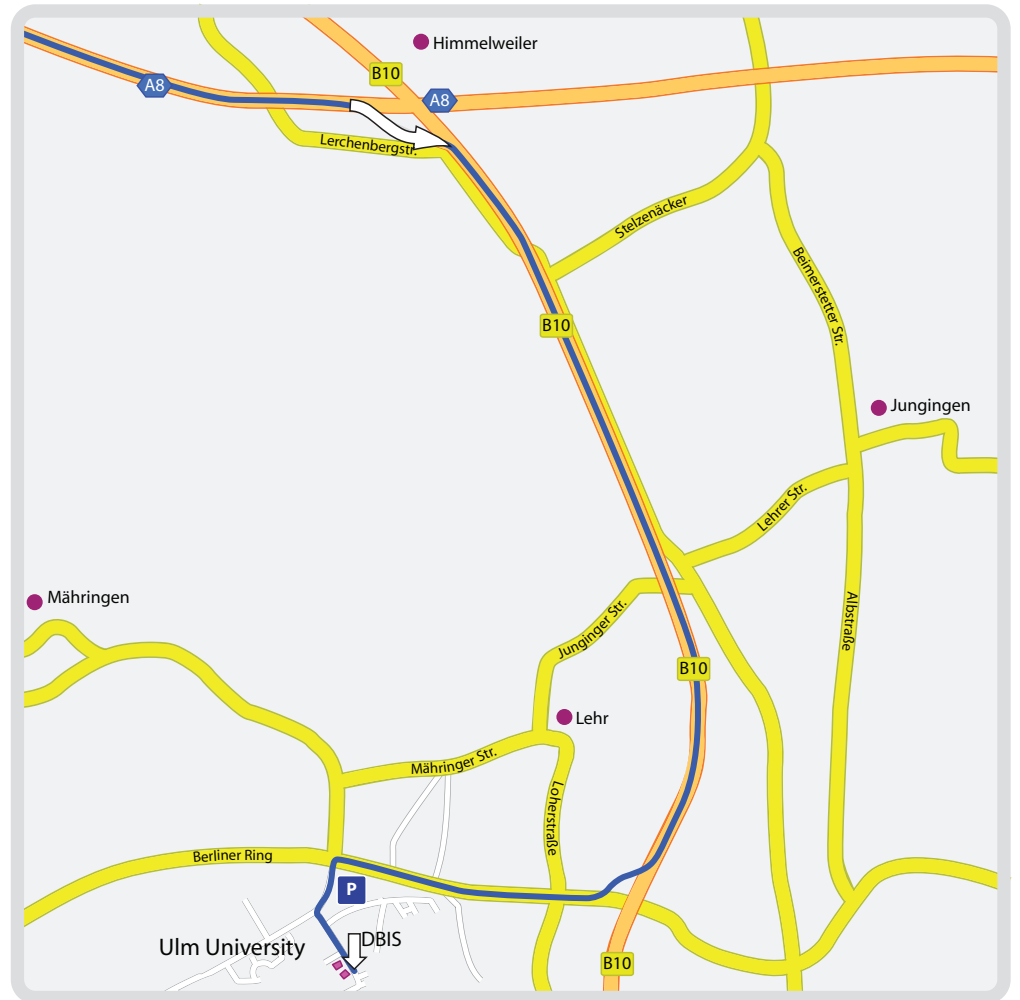 Himmelweiler
B10
A8
A8
Lerchenbergstr.
Stelzenäcker
Beimerstetter Str.
B10
Jungingen
Lehrer Str.
Mähringen
Junginger Str.
Albstraße
B10
Lehr
Mähringer Str.
Loherstraße
Berliner Ring
P
Ulm University
DBIS
B10